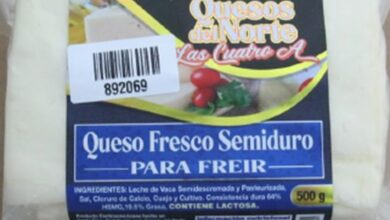 Quesos
del Norte
Las Cuatro A
892069
Queso Fresco Semiduro
PARA FREIR
INGREDIENTES: Leche de Vaca Semidescremada y Pasteurizada,
Sal, Cloruro de Calcio, Cuajo y Cultivo. Consistencia dura 64%
HSMG, 19.5% Grasa. CONTIENE LACTOSA.
500 g